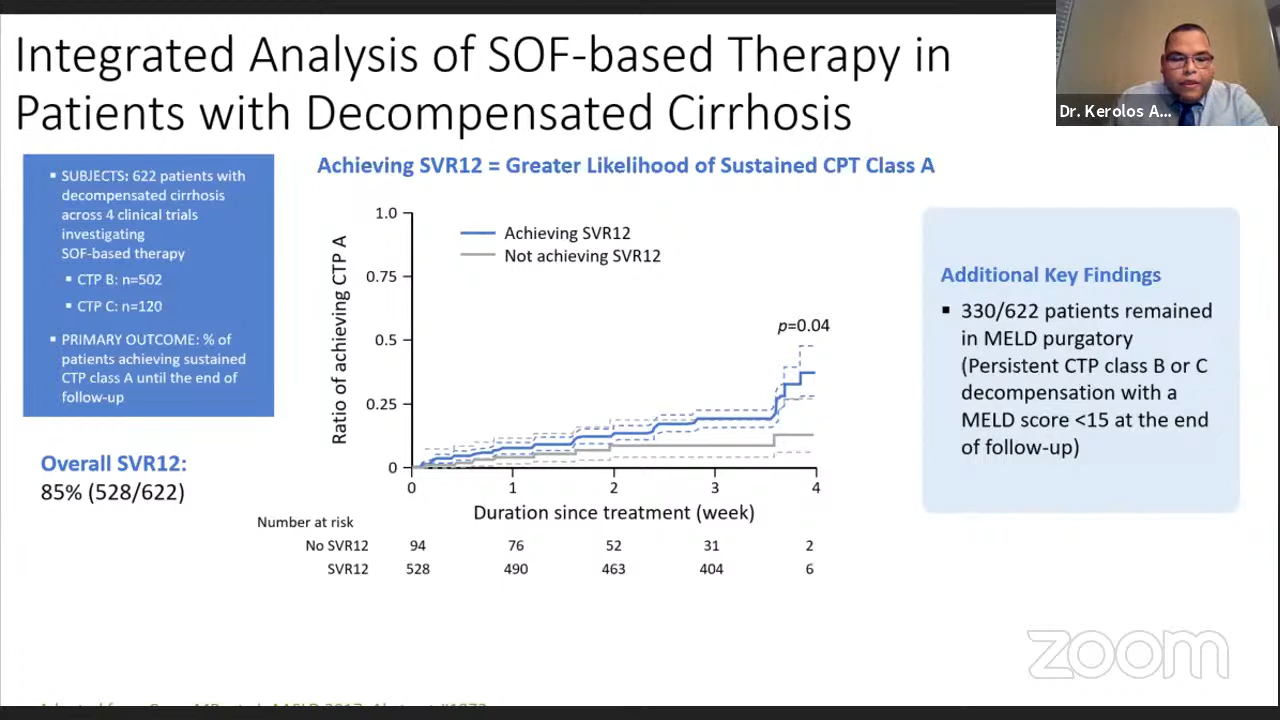 Integrated Analysis of SOF-based Therapy in
Patients with Decompensated Cirrhosis
Dr. Kerolos A...
▪ SUBJECTS: 622 patients with
decompensated cirrhosis
across 4 clinical trials
investigating
SOF-based therapy
▪ CTP B: n=502
▪ CTP C: n=120
▪ PRIMARY OUTCOME: % of
patients achieving sustained
CTP class A until the end of
follow-up
Overall SVR12:
85% (528/622)
Achieving SVR12 = Greater Likelihood of Sustained CPT Class A
Ratio of achieving CTP A
1.0
0.75
0.5
0.25
0
Achieving SVR12
Not achieving SVR12
p=0.04
0 1 2 3 4
Duration since treatment (week)
Number at risk
No SVR12 94 76 52 31 2
SVR12 528 490 463 404 6
Additional Key Findings
▪ 330/622 patients remained
in MELD purgatory
(Persistent CTP class B or C
decompensation with a
MELD score <15 at the end
of follow-up)
zoom